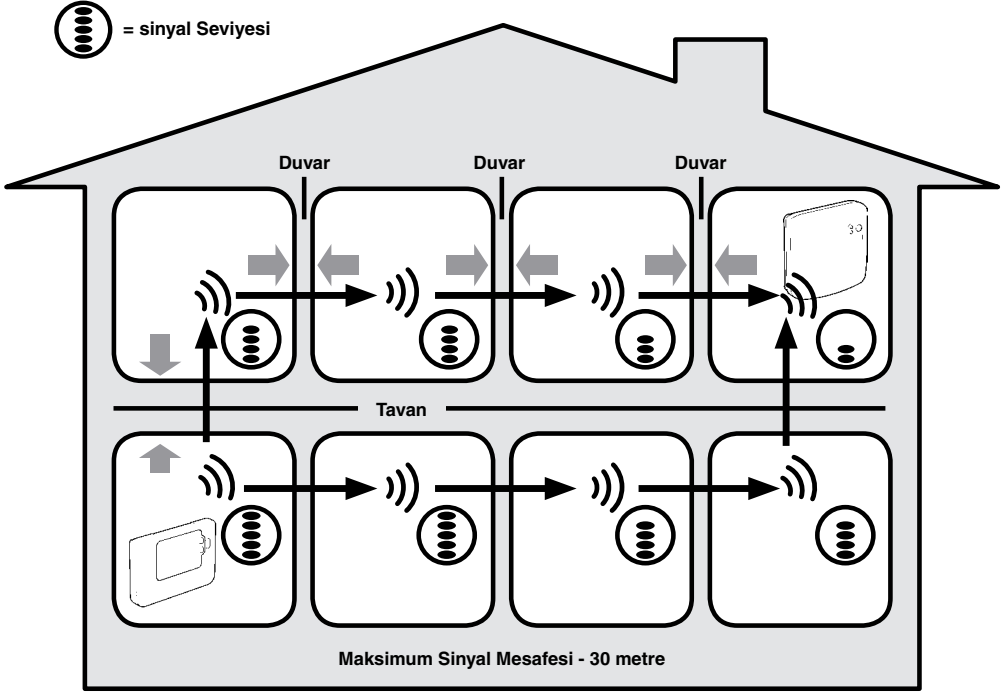 = sinyal Seviyesi
Duvar Duvar Duvar
Tavan
Maksimum Sinyal Mesafesi - 30 metre